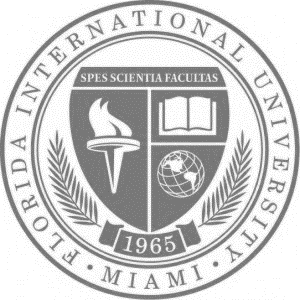 FLORIDA INTERNATIONAL UNIVERSITY
SPES SCIENTIA FACULTAS
1965
• MIAMI •